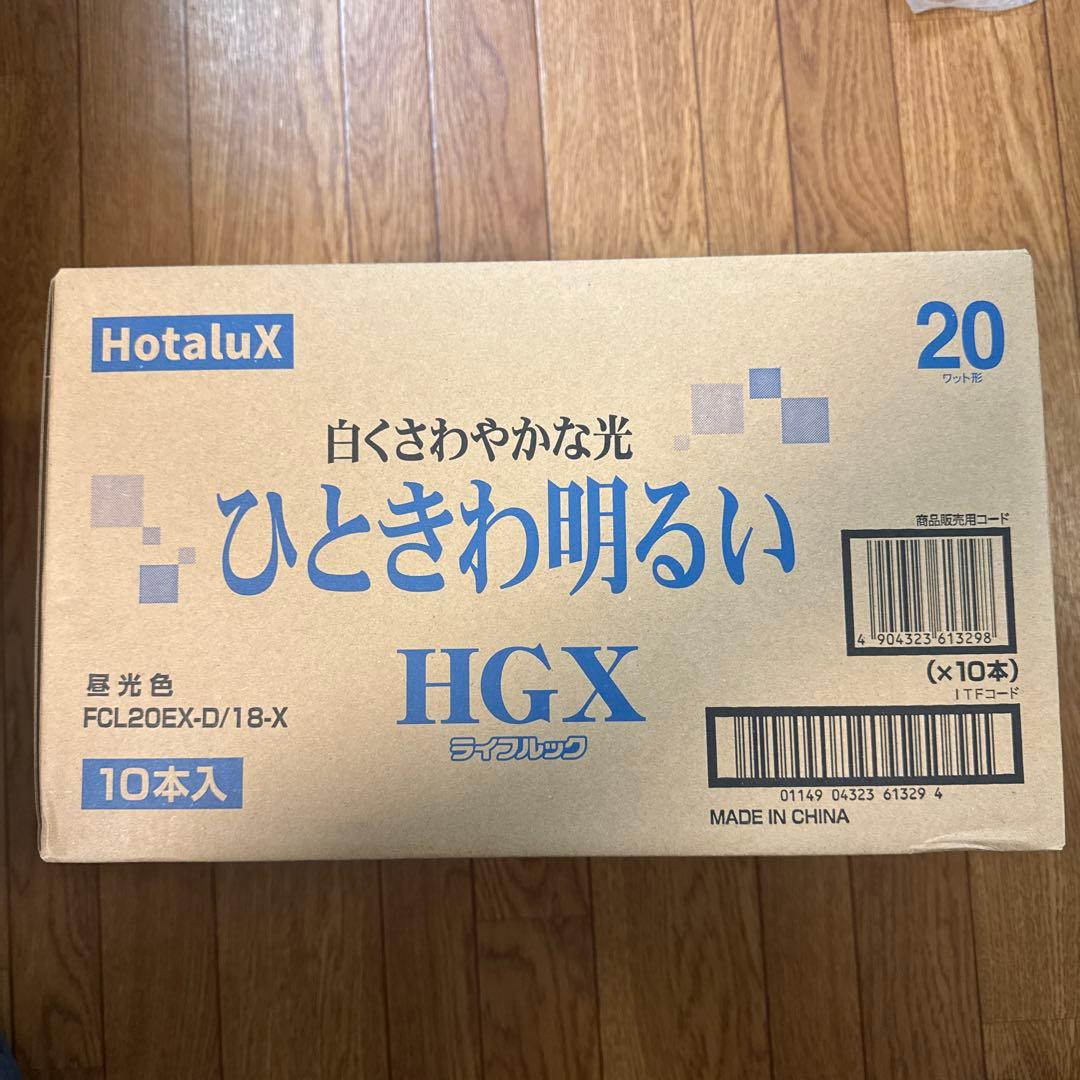 HotaluX
20
ワット形
白くさわやかな光
ひときわ明るい
商品販売用コード
4 904323 613298
(×10本)
HGX
ライフルック
昼光色
FCL20EX-D/18-X
10本入
ITFコード
01149 04323 61329 4
MADE IN CHINA